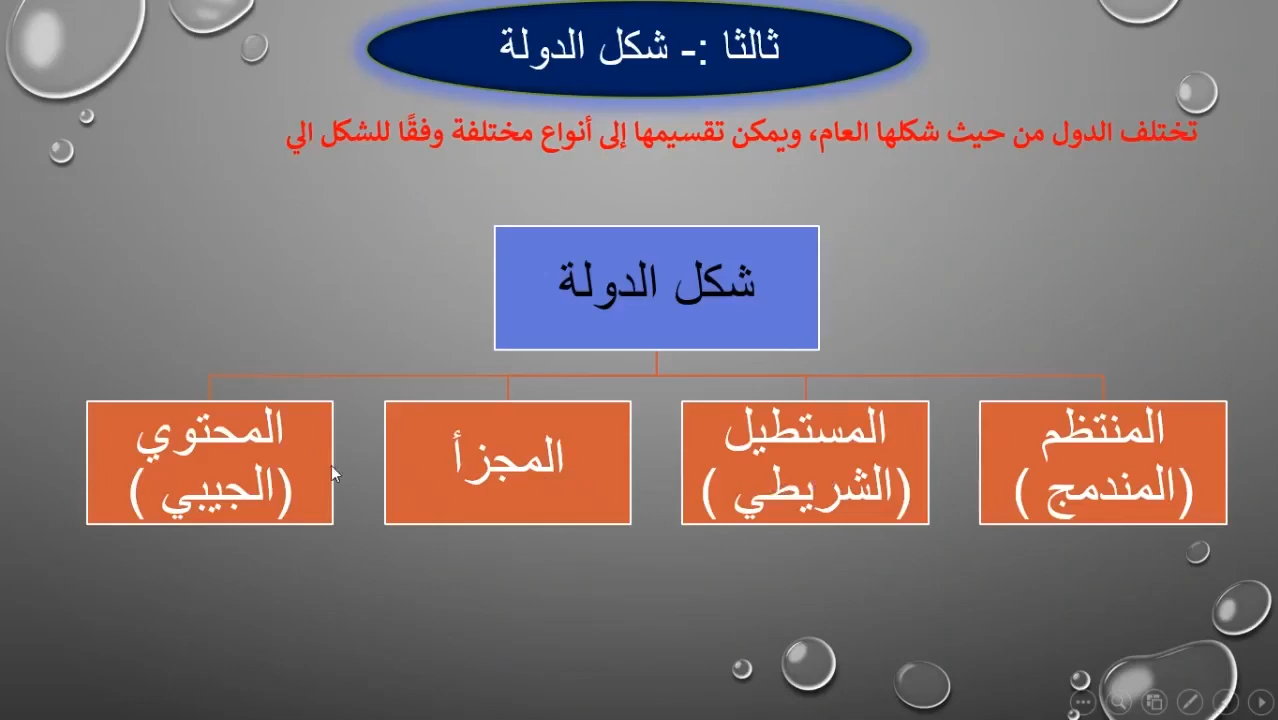 ثالثا :- شكل الدولة
تختلف الدول من حيث شكلها العام، ويمكن تقسيمها إلى أنواع مختلفة وفقًا للشكل الي
شكل الدولة
المنتظم
(المندمج )
المستطيل
(الشريطي )
المجزأ
المحتوي
(الجيبي )